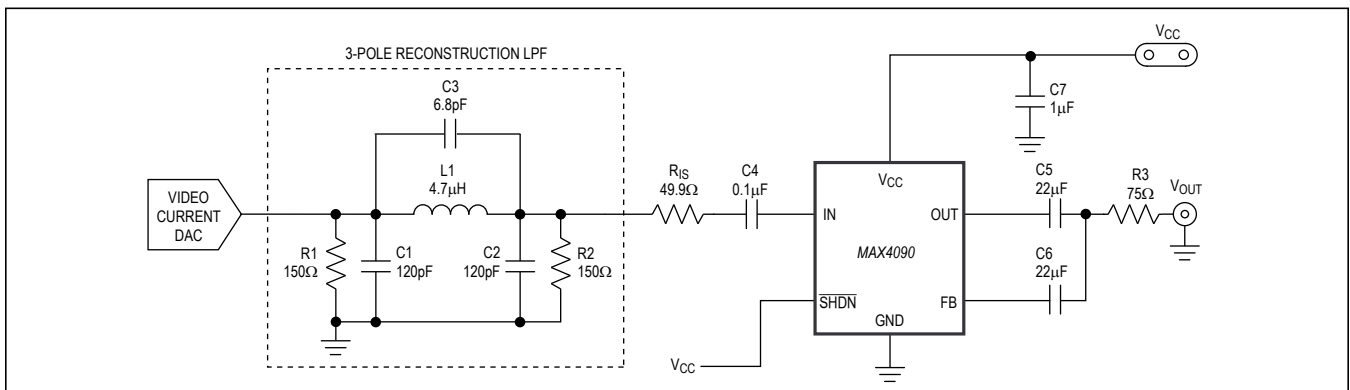 3-POLE RECONSTRUCTION LPF
C3
6.8pF
L1
4.7µH
VIDEO
CURRENT
DAC
R1
150Ω
C1
120pF
C2
120pF
R2
150Ω
RIS
49.9Ω
C4
0.1µF
VCC
C7
1µF
VCC
IN
OUT
MAX4090
SHDN
FB
GND
VCC
C5
22µF
C6
22µF
R3
75Ω
VOUT